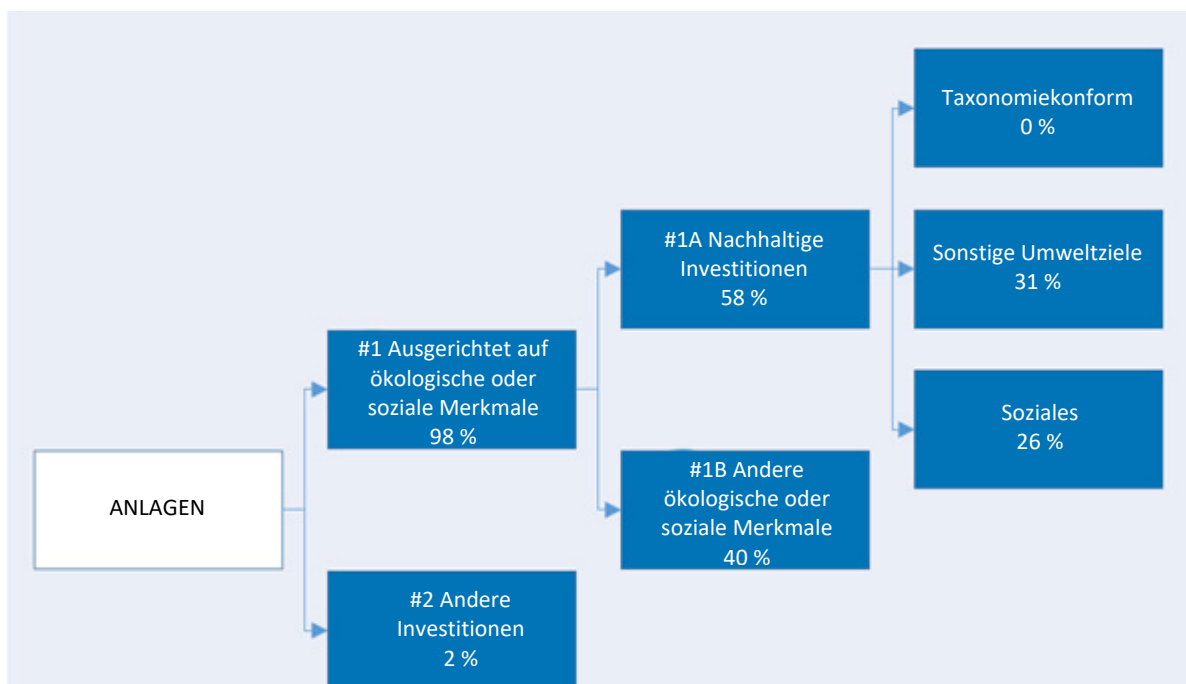 Taxonomiekonform
0 %
#1A Nachhaltige
Investitionen
58 %
Sonstige Umweltziele
31 %
#1 Ausgerichtet auf
ökologische oder
soziale Merkmale
98 %
Soziales
26 %
ANLAGEN
#1B Andere
ökologische oder
soziale Merkmale
40 %
#2 Andere
Investitionen
2 %